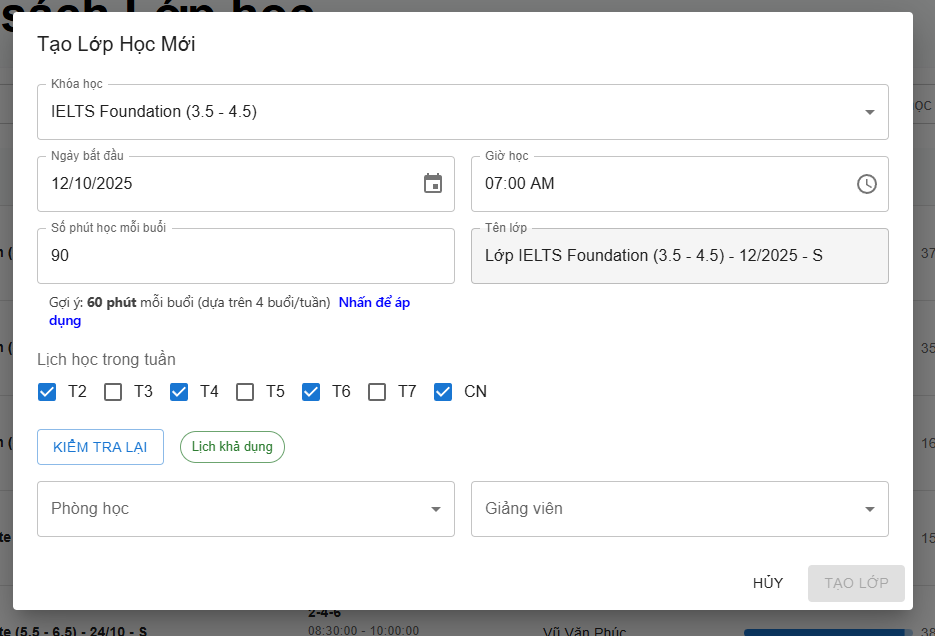 sách Lớp học
Tạo Lớp Học Mới
Khóa học
IELTS Foundation (3.5 - 4.5)
Ngày bắt đầu
12/10/2025
Giờ học
07:00 AM
Số phút học mỗi buổi
90
Tên lớp
Lớp IELTS Foundation (3.5 - 4.5) - 12/2025 - S
Gợi ý: 60 phút mỗi buổi (dựa trên 4 buổi/tuần) Nhấn để áp
dụng
Lịch học trong tuần
T2 T3 T4 T5 T6 T7 CN
KIỂM TRA LẠI
Lịch khả dụng
Phòng học
Giảng viên
HỦY
TẠO LỚP
2-4-6
te (5.5 - 6.5) - 24/10 - S
08:30:00 - 10:00:00
Vũ Văn Phúc